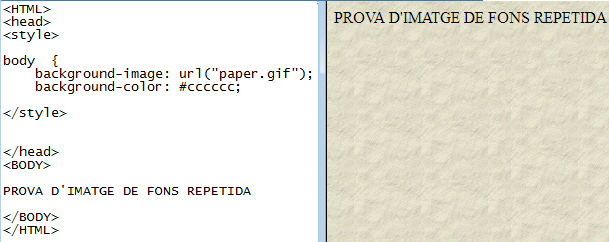 <HTML>
<head>
<style>
body  {
    background-image: url("paper.gif");
    background-color: #cccccc;
</style>
</head>
<BODY>
PROVA D'IMATGE DE FONS REPETIDA
</BODY>
</HTML>
PROVA D'IMATGE DE FONS REPETIDA